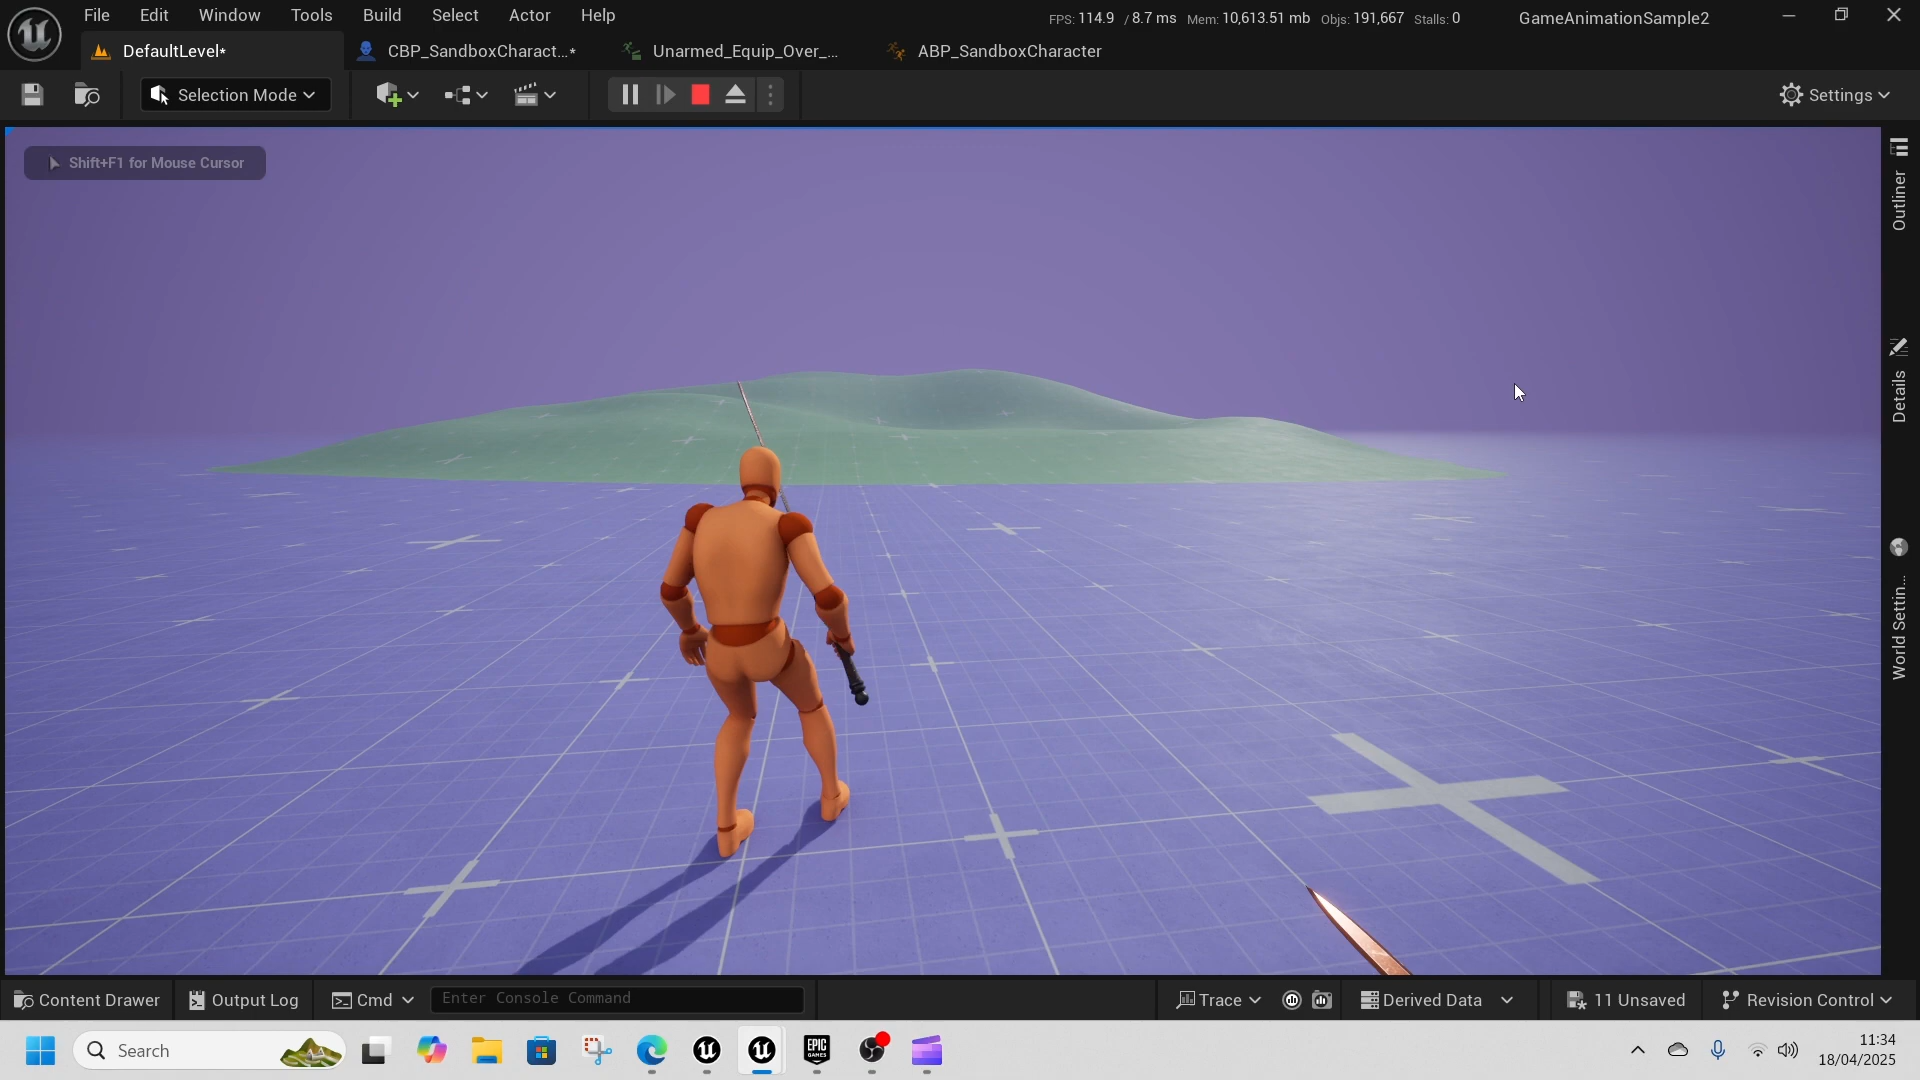 File Edit Window Tools Build Select Actor Help
FPS: 114.9 / 8.7 ms Mem: 10,613.51 mb Objs: 191,667 Stalls: 0
GameAnimationSample2
DefaultLevel*
CBP_SandboxCharact...*
Unarmed_Equip_Over_...
ABP_SandboxCharacter
Selection Mode
Settings
Shift+F1 for Mouse Cursor
Outliner
Details
World Settin...
Content Drawer
Output Log
Cmd
Enter Console Command
Trace
Derived Data
11 Unsaved
Revision Control
Search
EPIC
GAMES
11:34
18/04/2025